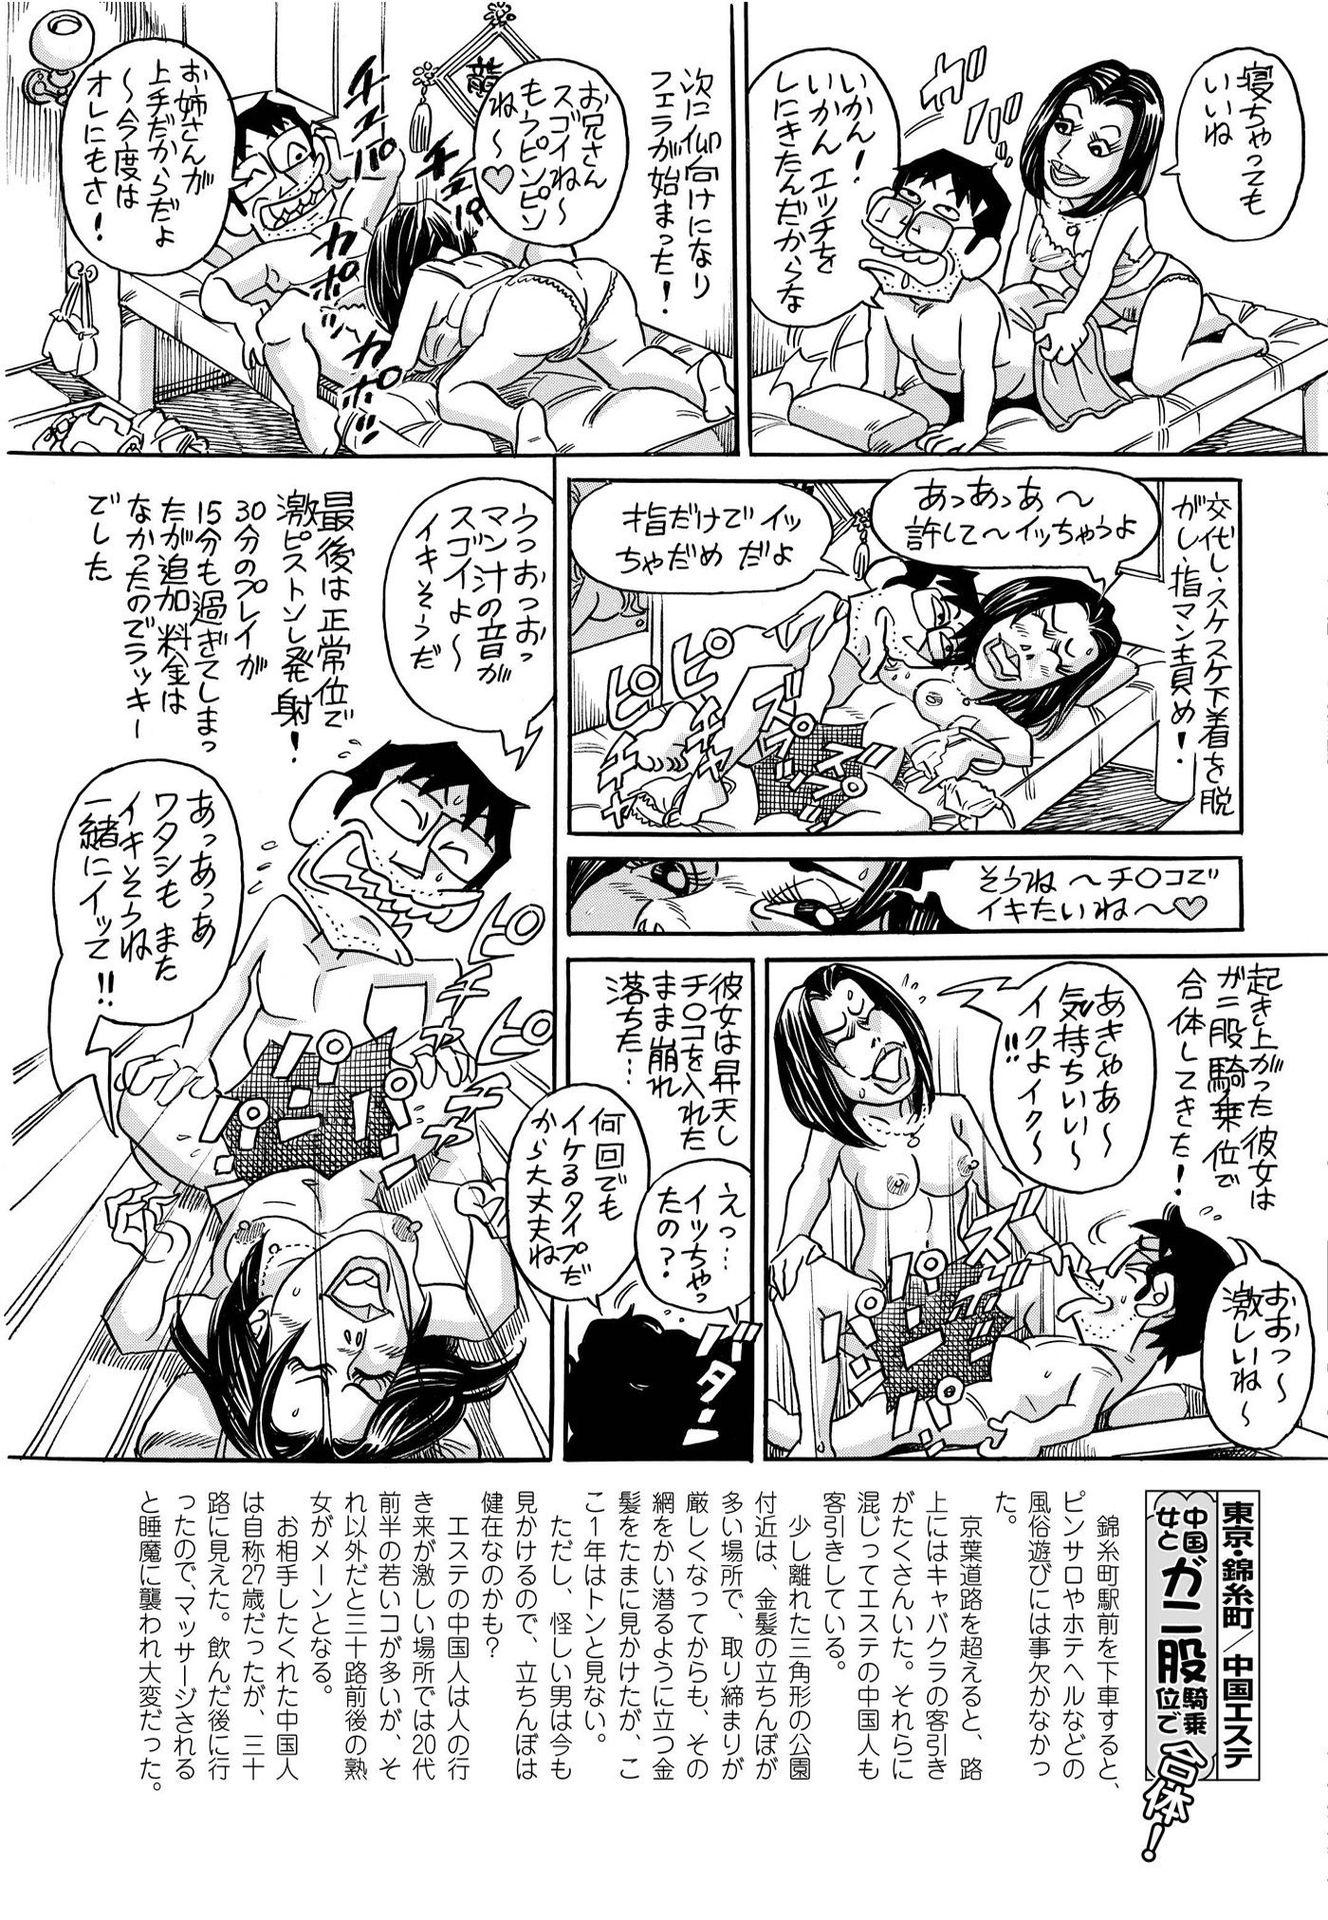 寝ちゃっても
いいね
いかん!
いかん エッチを
しにきたんだからな
次に仰向けになり
フェラが始まった!
お兄さん
スゴイね〜
もうピンピン
ね〜♡
お姉さんが
上手だからだよ
〜今度は
オレにもさ!
龍
チュパ
チュパ
カポ
カポ
交代し、スケスケ下着を脱
がし、指マン責め!
あっあっあ〜
許して〜イッちゃうよ
指だけでイッ
ちゃだめ だよ
ピチャ
ピチャ
そうね〜チ○コで
イキたいね〜♡
起き上がった彼女は
ガニ股騎乗位で
合体してきた!
あきゃあ〜
気持ちいい〜
イクよイク〜
!!
おおっ〜
激しいね〜
彼女は昇天し
チ○コを入れた
まま崩れ
落ちた…
えっ…
イッちゃっ
たの?
何回でも
イケるタイプだ
から大丈夫ね
バタン
うっおっおっ
マン汁の音が
スゴイよ〜
イキそうだ
最後は正常位で
激ピストンし発射!
30分のプレイが
15分も過ぎてしまっ
たが追加料金は
なかったのでラッキー
でした
あっあっあ
ワタシもまた
イキそうね
一緒にイッて!!
東京・錦糸町/中国エステ
中国女とガニ股騎乗位で合体!
錦糸町駅前を下車すると、
ピンサロやホテヘルなどの
風俗遊びには事欠かなかっ
た。
京葉道路を超えると、路
上にはキャバクラの客引き
がたくさんいた。それらに
混じってエステの中国人も
客引きしている。
少し離れた三角形の公園
付近は、金髪の立ちんぼが
多い場所で、取り締まりが
厳しくなってからも、その
網をかい潜るように立つ金
髪をたまに見かけたが、こ
こ1年はトンと見ない。
ただし、怪しい男は今も
見かけるので、立ちんぼは
健在なのかも?
エステの中国人は人の行
き来が激しい場所では20代
前半の若いコが多いが、そ
れ以外だと三十路前後の熟
女がメーンとなる。
お相手したくれた中国人
は自称27歳だったが、三十
路に見えた。飲んだ後に行
ったので、マッサージされる
と睡魔に襲われ大変だった。